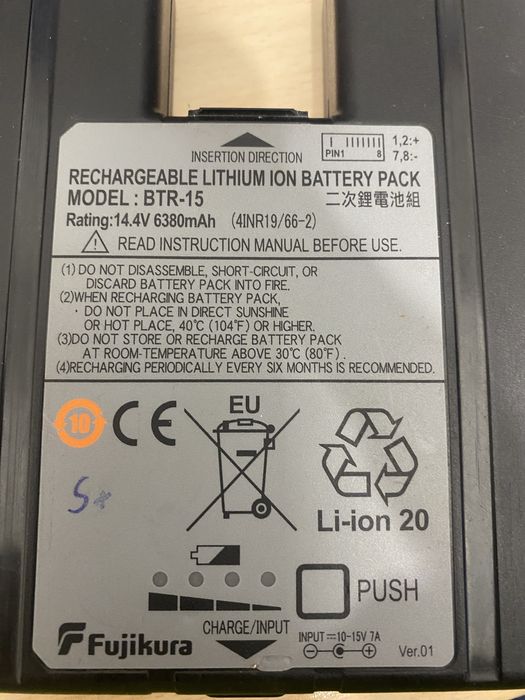 INSERTION DIRECTION
PIN1 8
1,2:+
7,8:-
RECHARGEABLE LITHIUM ION BATTERY PACK
MODEL : BTR-15 二次鋰電池組
Rating:14.4V 6380mAh (4INR19/66-2)
READ INSTRUCTION MANUAL BEFORE USE.
(1) DO NOT DISASSEMBLE, SHORT-CIRCUIT, OR
DISCARD BATTERY PACK INTO FIRE.
(2)WHEN RECHARGING BATTERY PACK,
· DO NOT PLACE IN DIRECT SUNSHINE
OR HOT PLACE, 40℃ (104℉) OR HIGHER.
(3)DO NOT STORE OR RECHARGE BATTERY PACK
AT ROOM-TEMPERATURE ABOVE 30℃ (80℉).
(4)RECHARGING PERIODICALLY EVERY SIX MONTHS IS RECOMMENDED.
10 CE EU
Li-ion 20
PUSH
CHARGE/INPUT
INPUT⎓10-15V 7A
Fujikura
Ver.01